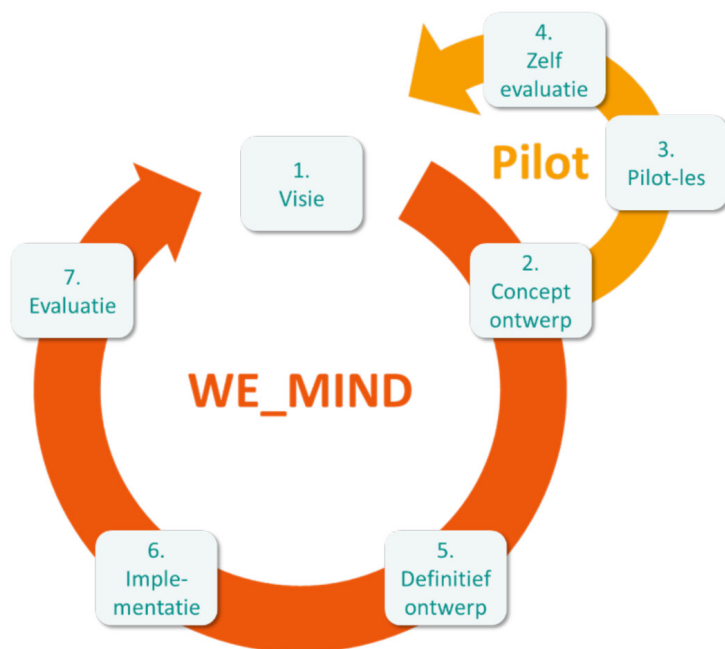 1.
Visie
2.
Concept
ontwerp
3.
Pilot-les
4.
Zelf
evaluatie
Pilot
5.
Definitief
ontwerp
6.
Imple-
mentatie
7.
Evaluatie
WE_MIND